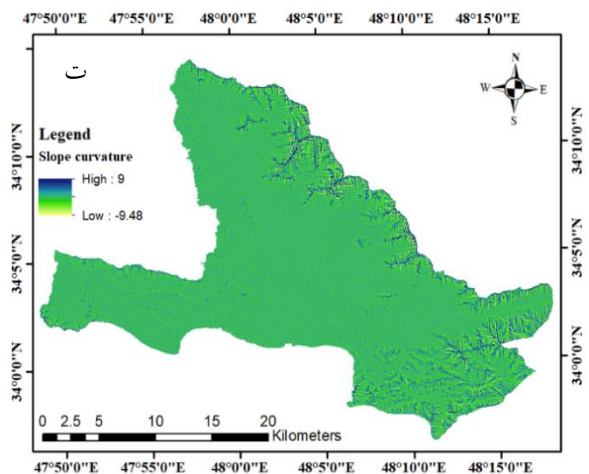 47°50'0"E 47°55'0"E 48°0'0"E 48°5'0"E 48°10'0"E 48°15'0"E
ت
N
W E
S
Legend
Slope curvature
High : 9
Low : -9.48
34°10'0"N
34°5'0"N
34°0'0"N
34°10'0"N
34°5'0"N
34°0'0"N
0 2.5 5 10 15 20
Kilometers
47°50'0"E 47°55'0"E 48°0'0"E 48°5'0"E 48°10'0"E 48°15'0"E